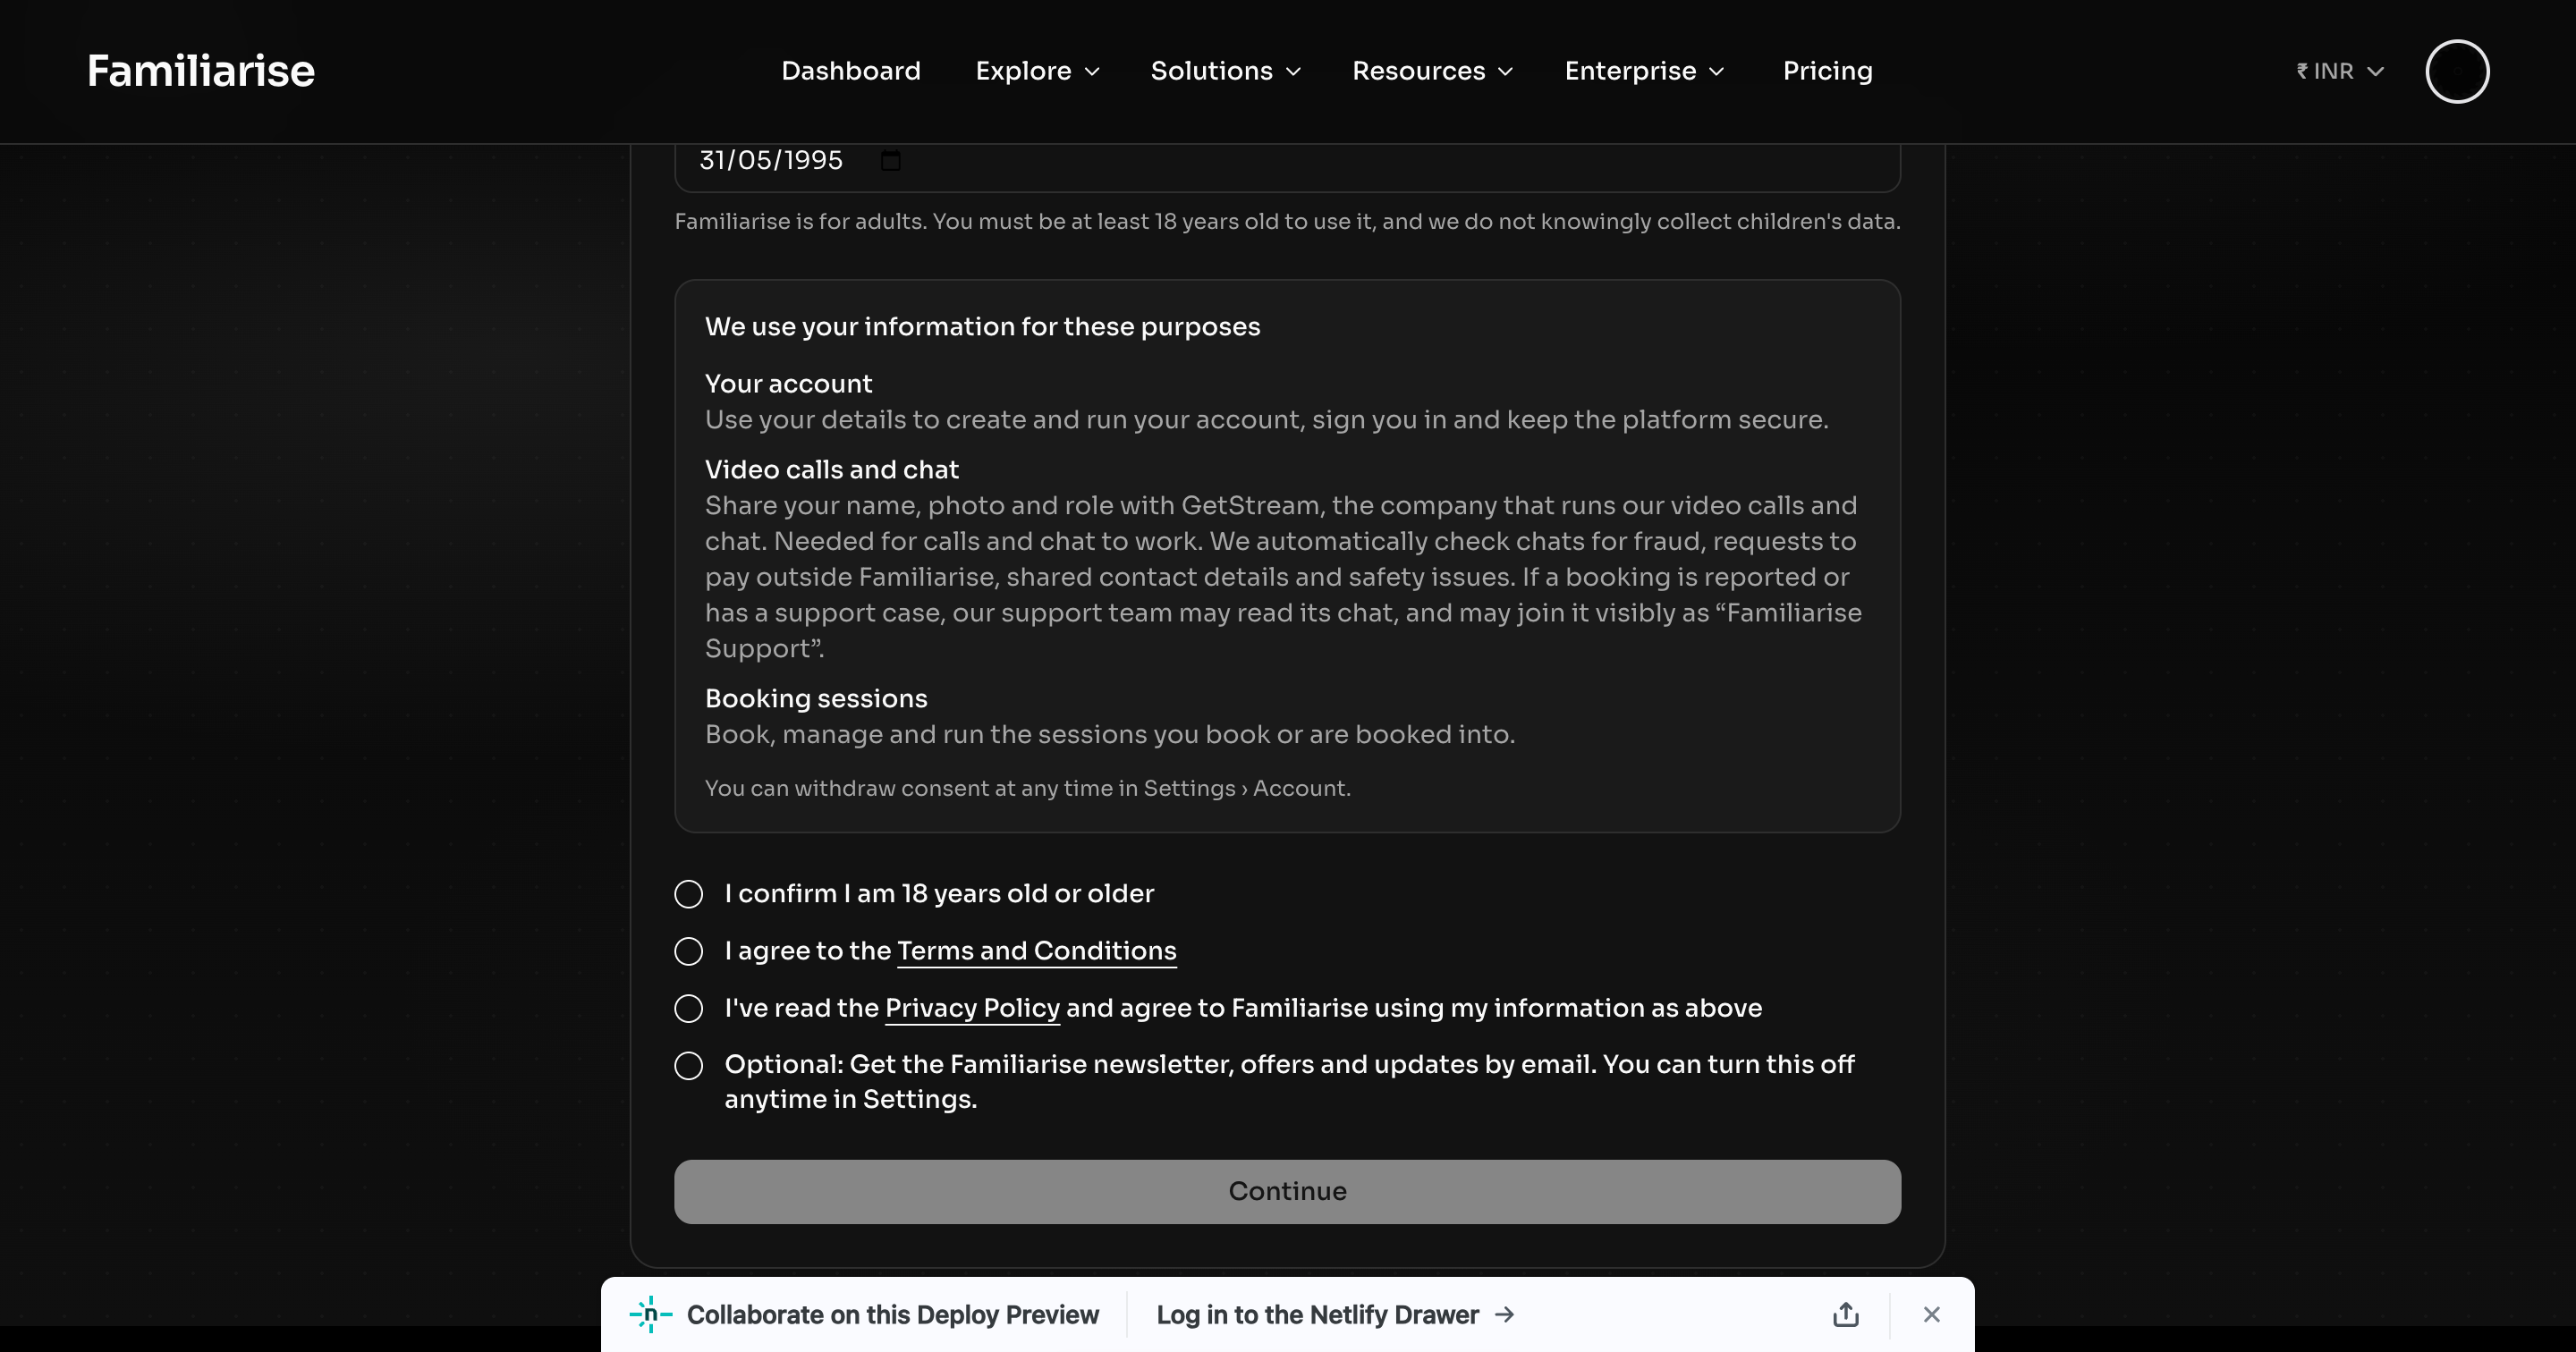 Familiarise
Dashboard
Explore
Solutions
Resources
Enterprise
Pricing
₹ INR
31/05/1995
Familiarise is for adults. You must be at least 18 years old to use it, and we do not knowingly collect children's data.
We use your information for these purposes
Your account
Use your details to create and run your account, sign you in and keep the platform secure.
Video calls and chat
Share your name, photo and role with GetStream, the company that runs our video calls and
chat. Needed for calls and chat to work. We automatically check chats for fraud, requests to
pay outside Familiarise, shared contact details and safety issues. If a booking is reported or
has a support case, our support team may read its chat, and may join it visibly as “Familiarise
Support”.
Booking sessions
Book, manage and run the sessions you book or are booked into.
You can withdraw consent at any time in Settings › Account.
I confirm I am 18 years old or older
I agree to the Terms and Conditions
I've read the Privacy Policy and agree to Familiarise using my information as above
Optional: Get the Familiarise newsletter, offers and updates by email. You can turn this off
anytime in Settings.
Continue
Collaborate on this Deploy Preview
Log in to the Netlify Drawer →